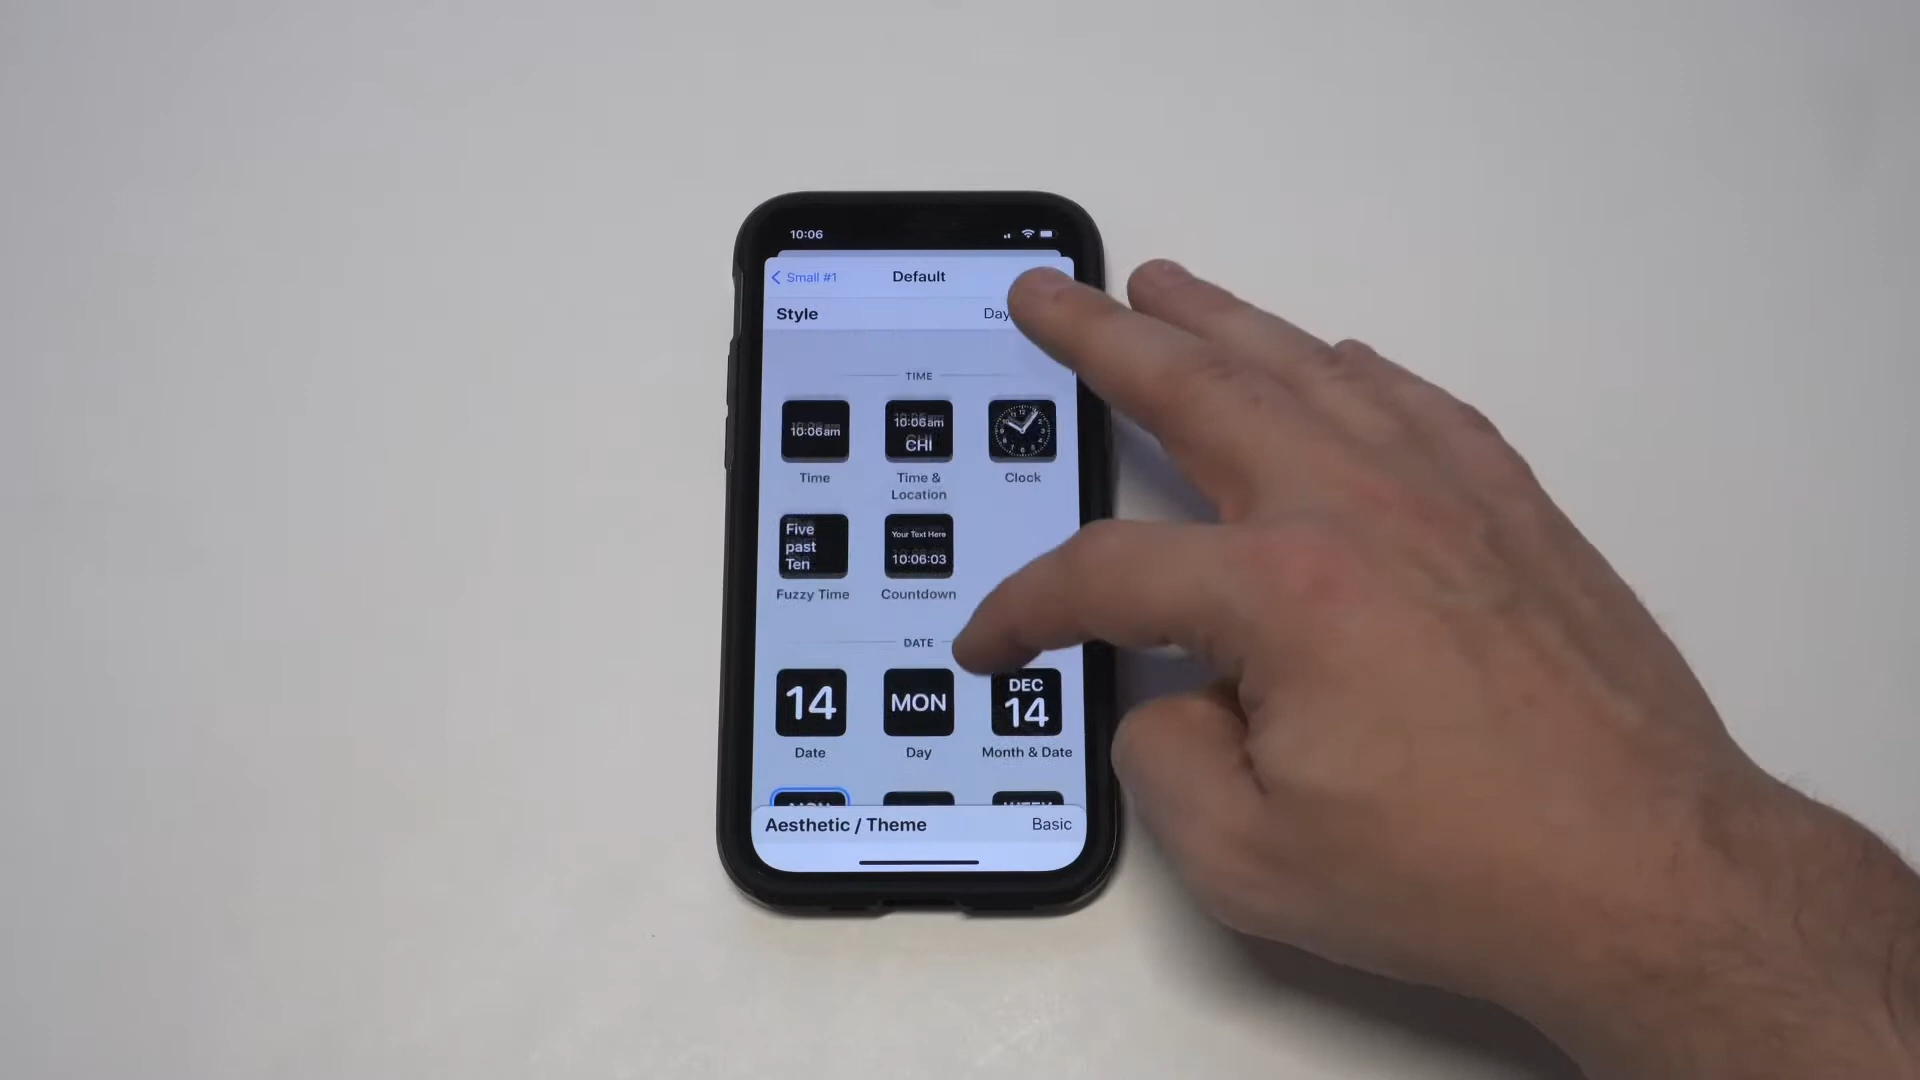 10:06
Small #1
Default
Style
Day
TIME
10:06am
10:06am
CHI
Time
Time &
Location
Clock
Five
past
Ten
Your Text Here
10:06:03
Fuzzy Time
Countdown
DATE
14
MON
DEC
14
Date
Day
Month & Date
Aesthetic / Theme
Basic